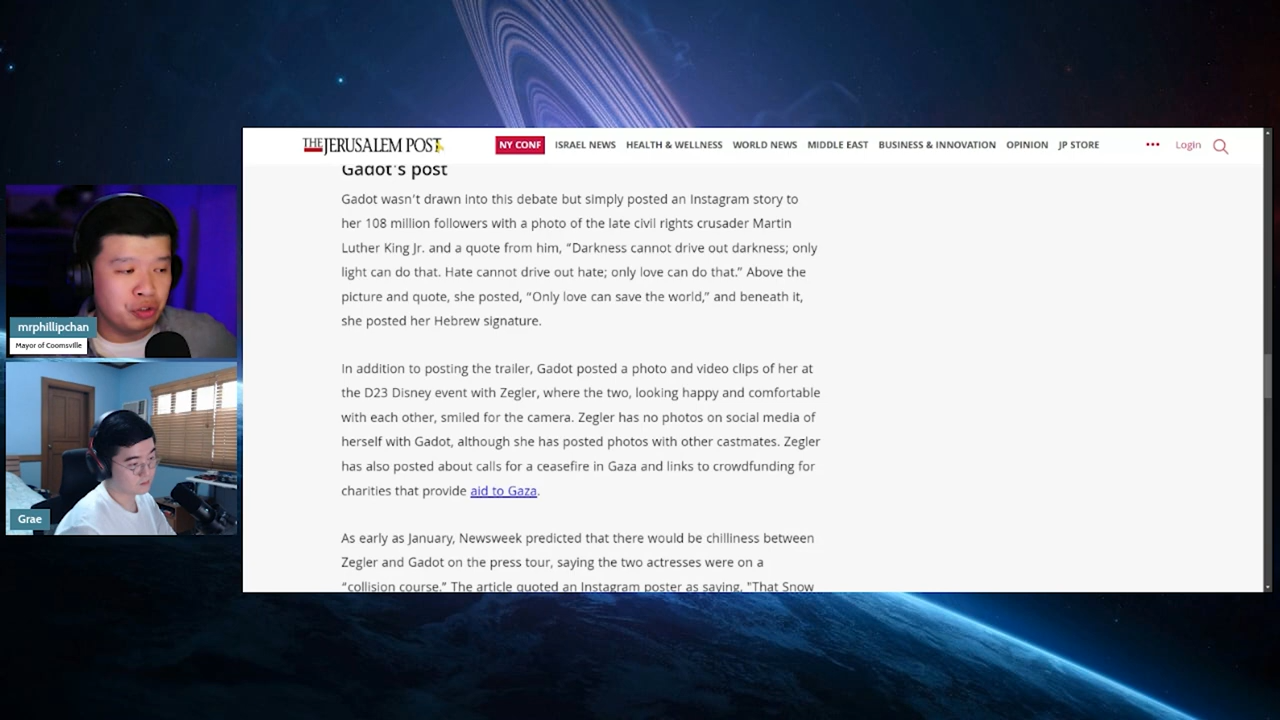 THE JERUSALEM POST
NY CONF ISRAEL NEWS HEALTH & WELLNESS WORLD NEWS MIDDLE EAST BUSINESS & INNOVATION OPINION JP STORE ••• Login
Gadot's post
Gadot wasn't drawn into this debate but simply posted an Instagram story to
her 108 million followers with a photo of the late civil rights crusader Martin
Luther King Jr. and a quote from him, “Darkness cannot drive out darkness; only
light can do that. Hate cannot drive out hate; only love can do that.” Above the
picture and quote, she posted, “Only love can save the world,” and beneath it,
she posted her Hebrew signature.
In addition to posting the trailer, Gadot posted a photo and video clips of her at
the D23 Disney event with Zegler, where the two, looking happy and comfortable
with each other, smiled for the camera. Zegler has no photos on social media of
herself with Gadot, although she has posted photos with other castmates. Zegler
has also posted about calls for a ceasefire in Gaza and links to crowdfunding for
charities that provide aid to Gaza.
As early as January, Newsweek predicted that there would be chilliness between
Zegler and Gadot on the press tour, saying the two actresses were on a
“collision course.” The article quoted an Instagram poster as saying, "That Snow
mrphillipchan
Mayor of Coomsville
Grae